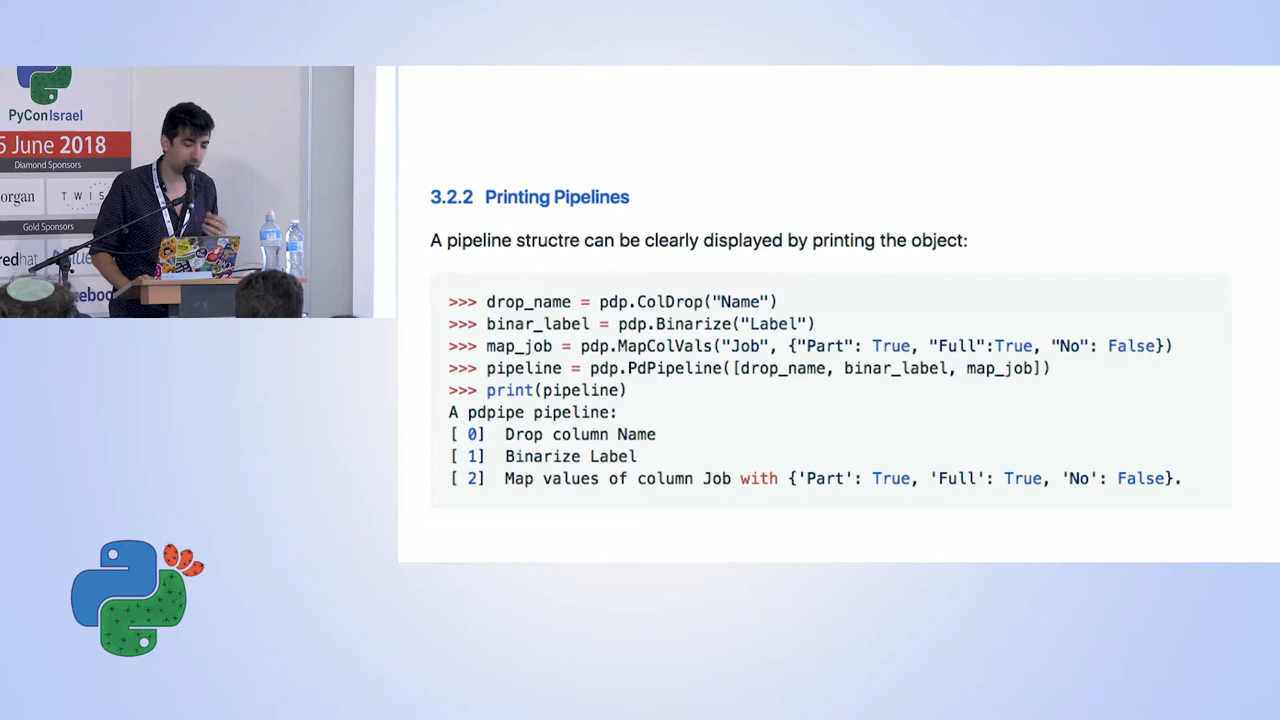 PyConIsrael
5 June 2018
Diamond Sponsors
organ
TWIS
Gold Sponsors
redhat
3.2.2 Printing Pipelines
A pipeline structre can be clearly displayed by printing the object:
>>> drop_name = pdp.ColDrop("Name")
>>> binar_label = pdp.Binarize("Label")
>>> map_job = pdp.MapColVals("Job", {"Part": True, "Full":True, "No": False})
>>> pipeline = pdp.PdPipeline([drop_name, binar_label, map_job])
>>> print(pipeline)
A pdpipe pipeline:
[ 0]  Drop column Name
[ 1]  Binarize Label
[ 2]  Map values of column Job with {'Part': True, 'Full': True, 'No': False}.